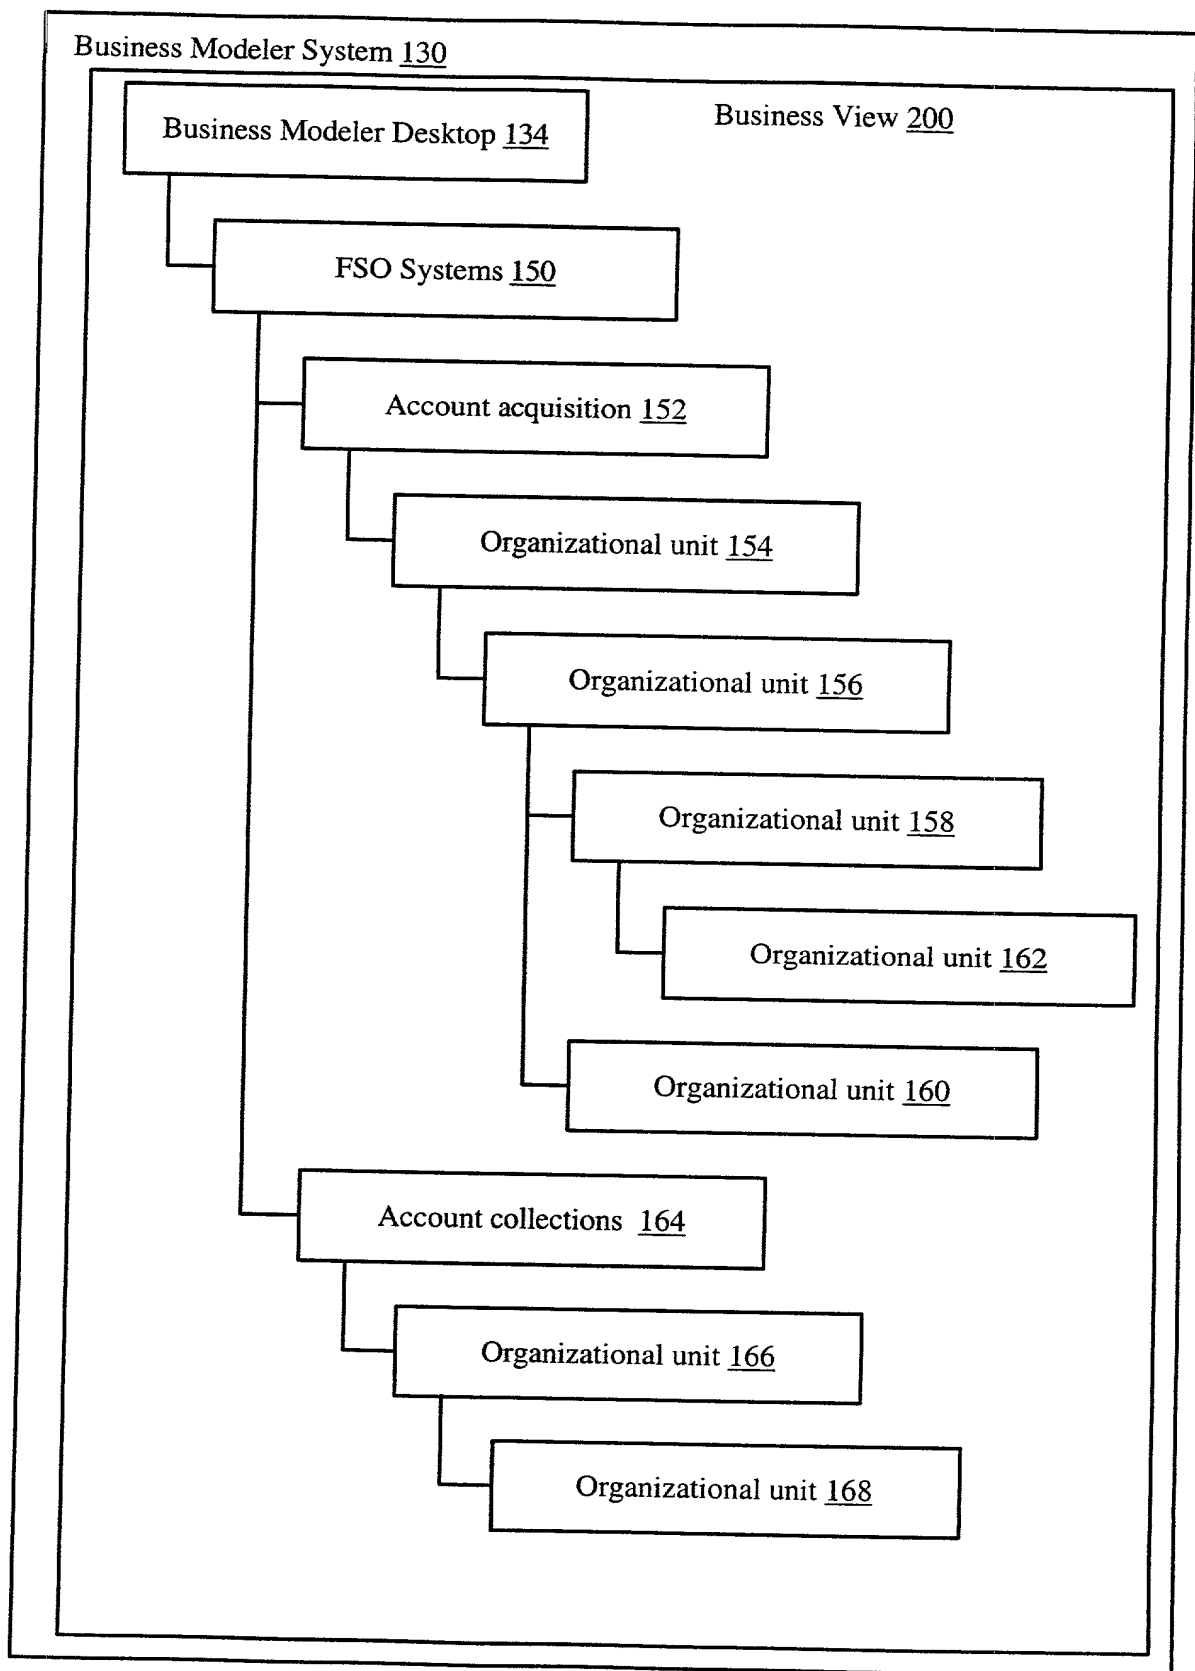 Business Modeler System 130
Business View 200
Business Modeler Desktop 134
FSO Systems 150
Account acquisition 152
Organizational unit 154
Organizational unit 156
Organizational unit 158
Organizational unit 162
Organizational unit 160
Account collections 164
Organizational unit 166
Organizational unit 168